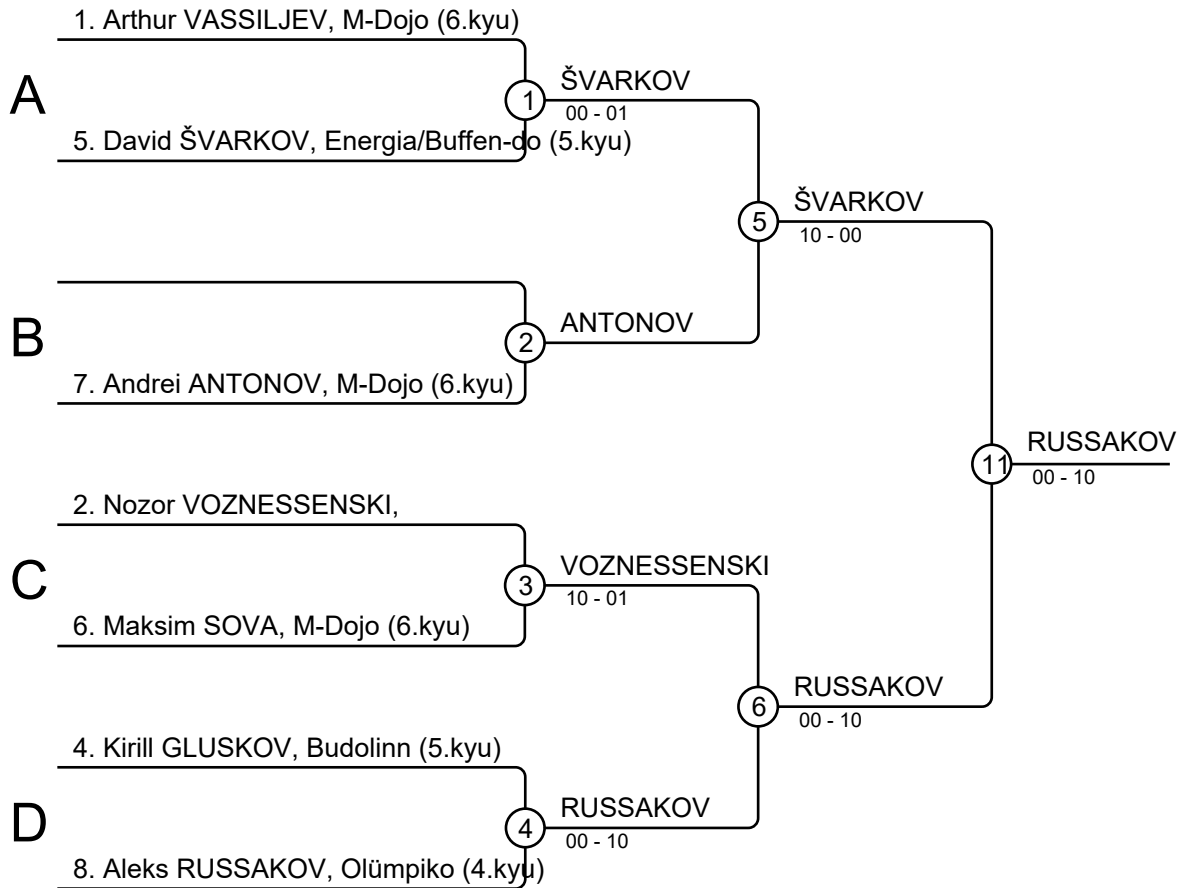 1. Arthur VASSILJEV, M-Dojo (6.kyu)
A
1
ŠVARKOV
00 - 01
5. David ŠVARKOV, Energia/Buffen-do (5.kyu)
5
ŠVARKOV
10 - 00
B
2
ANTONOV
7. Andrei ANTONOV, M-Dojo (6.kyu)
11
RUSSAKOV
00 - 10
2. Nozor VOZNESSENSKI,
C
3
VOZNESSENSKI
10 - 01
6. Maksim SOVA, M-Dojo (6.kyu)
6
RUSSAKOV
00 - 10
4. Kirill GLUSKOV, Budolinn (5.kyu)
D
4
RUSSAKOV
00 - 10
8. Aleks RUSSAKOV, Olümpiko (4.kyu)